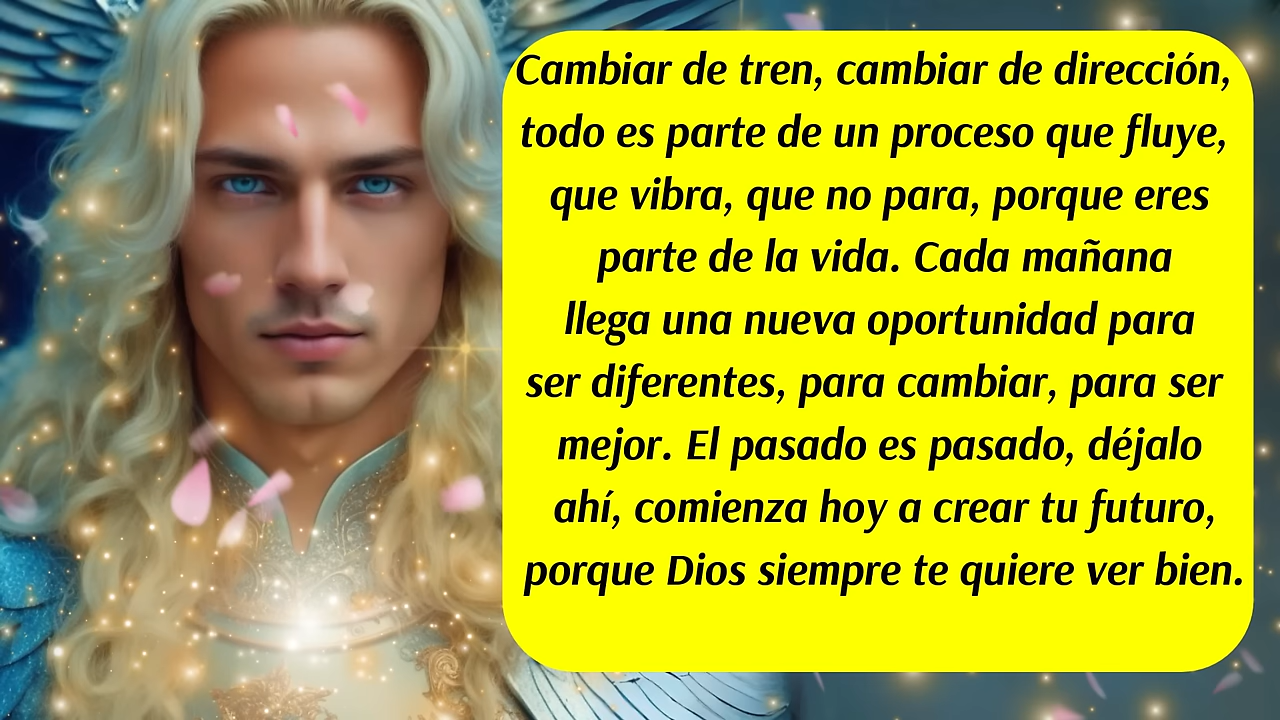 Cambiar de tren, cambiar de dirección,
todo es parte de un proceso que fluye,
que vibra, que no para, porque eres
parte de la vida. Cada mañana
llega una nueva oportunidad para
ser diferentes, para cambiar, para ser
mejor. El pasado es pasado, déjalo
ahí, comienza hoy a crear tu futuro,
porque Dios siempre te quiere ver bien.